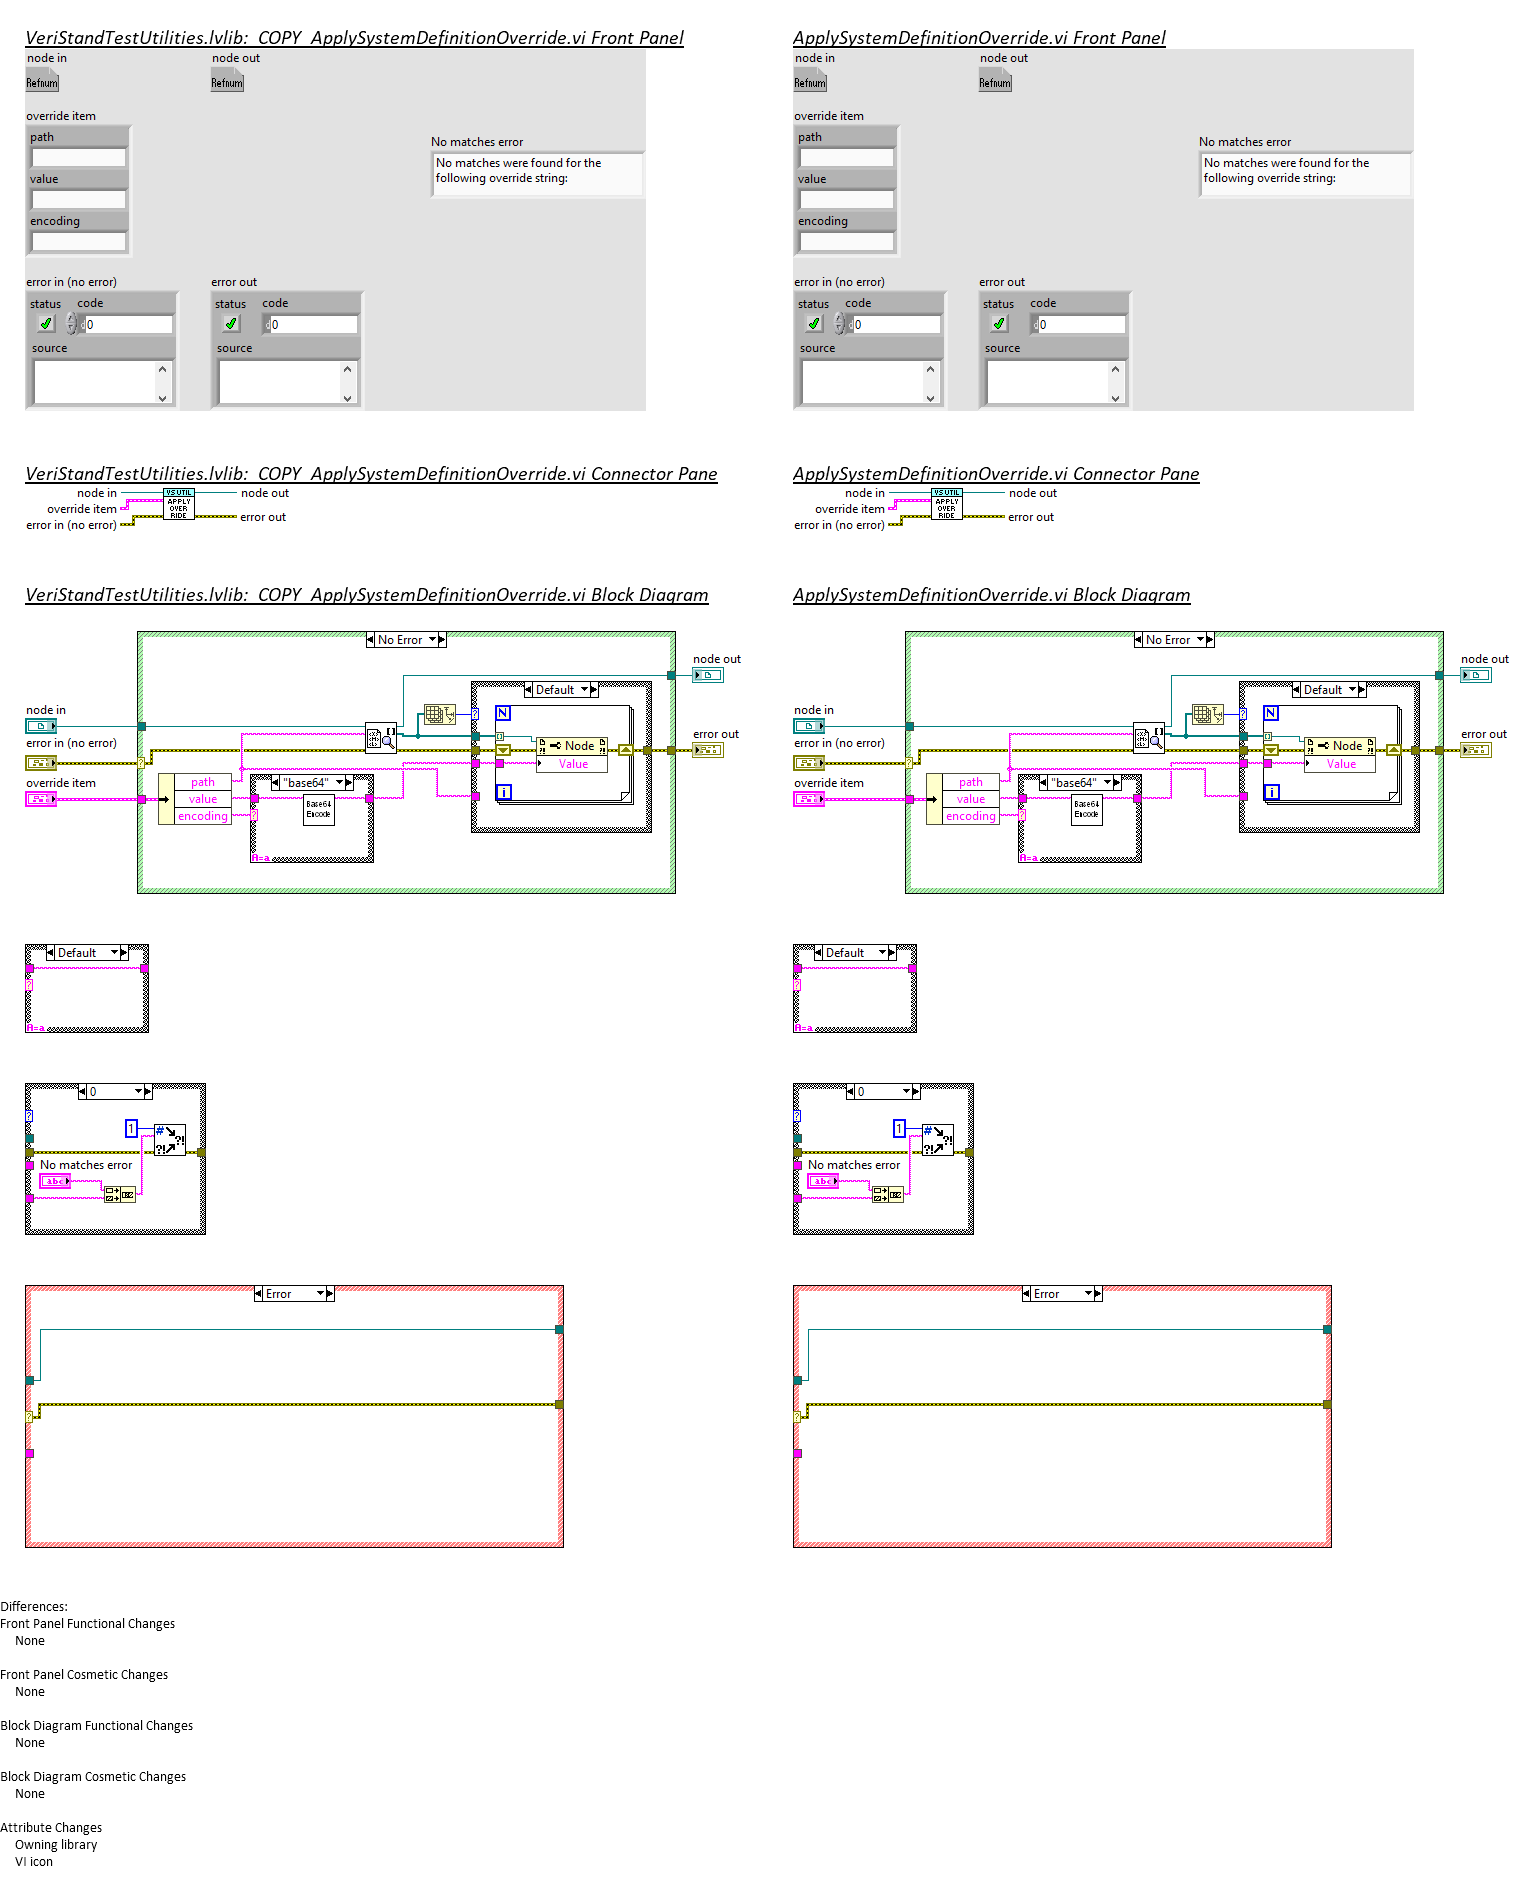 VeriStandTestUtilities.lvlib:_COPY_ApplySystemDefinitionOverride.vi Front Panel
node in
node out
Refnum
Refnum
override item
path
No matches error
No matches were found for the
following override string:
value
encoding
error in (no error)
error out
status
code
status
code
d 0
d 0
source
source
ApplySystemDefinitionOverride.vi Front Panel
node in
node out
Refnum
Refnum
override item
path
No matches error
No matches were found for the
following override string:
value
encoding
error in (no error)
error out
status
code
status
code
d 0
d 0
source
source
VeriStandTestUtilities.lvlib:_COPY_ApplySystemDefinitionOverride.vi Connector Pane
node in
node out
override item
error in (no error)
error out
VS UTIL
APPLY
OVER
RIDE
ApplySystemDefinitionOverride.vi Connector Pane
node in
node out
override item
error in (no error)
error out
VS UTIL
APPLY
OVER
RIDE
VeriStandTestUtilities.lvlib:_COPY_ApplySystemDefinitionOverride.vi Block Diagram
No Error
node out
Default
node in
N
error in (no error)
error out
Node
Value
override item
path
"base64"
value
Base64
Encode
encoding
i
A=a
ApplySystemDefinitionOverride.vi Block Diagram
No Error
node out
Default
node in
N
error in (no error)
error out
Node
Value
override item
path
"base64"
value
Base64
Encode
encoding
i
A=a
Default
?
A=a
Default
?
A=a
0
?
1
#
?!
?!
No matches error
abc
0
?
1
#
?!
?!
No matches error
abc
Error
?
Error
?
Differences:
Front Panel Functional Changes
None
Front Panel Cosmetic Changes
None
Block Diagram Functional Changes
None
Block Diagram Cosmetic Changes
None
Attribute Changes
Owning library
VI icon